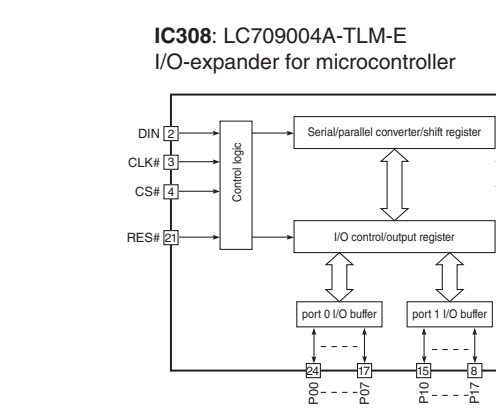 IC308: LC709004A-TLM-E
I/O-expander for microcontroller
DIN 2
CLK# 3
CS# 4
RES# 21
Control logic
Serial/parallel converter/shift register
I/O control/output register
port 0 I/O buffer
port 1 I/O buffer
24 17 15 8
P00 P07 P10 P17